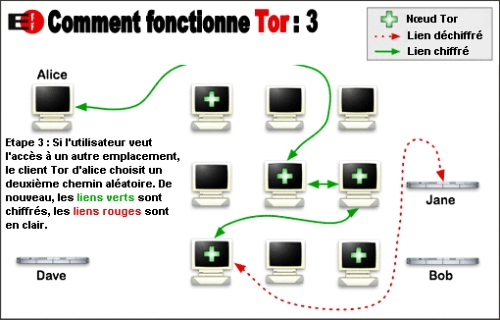 EFF Comment fonctionne Tor : 3
Nœud Tor
Lien déchiffré
Lien chiffré
Alice
Etape 3 : Si l'utilisateur veut
l'accès à un autre emplacement,
le client Tor d'alice choisit un
deuxième chemin aléatoire. De
nouveau, les liens verts sont
chiffrés, les liens rouges sont
en clair.
Jane
Dave
Bob